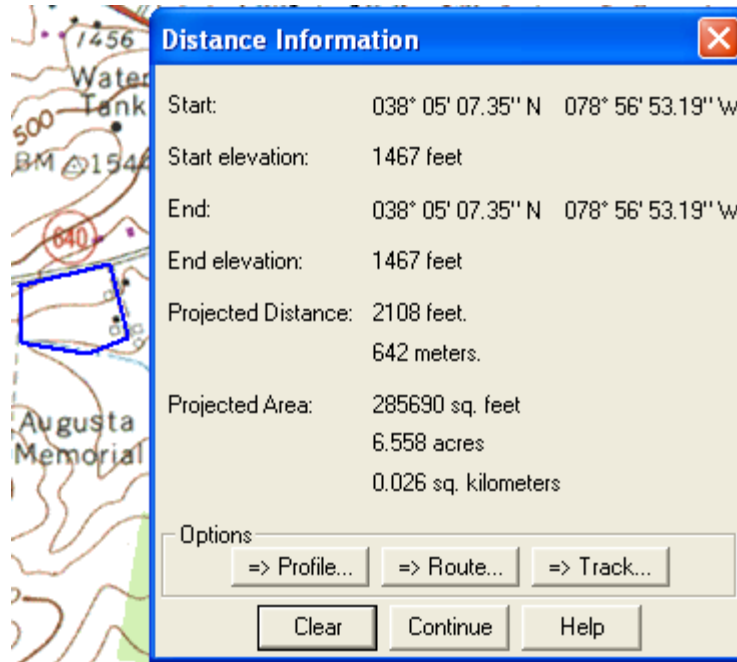 1456
Water
Tank
500
BM 1546
640
Augusta
Memorial
Distance Information
Start: 038° 05' 07.35" N 078° 56' 53.19" W
Start elevation: 1467 feet
End: 038° 05' 07.35" N 078° 56' 53.19" W
End elevation: 1467 feet
Projected Distance: 2108 feet.
642 meters.
Projected Area: 285690 sq. feet
6.558 acres
0.026 sq. kilometers
Options
=> Profile... => Route... => Track...
Clear Continue Help